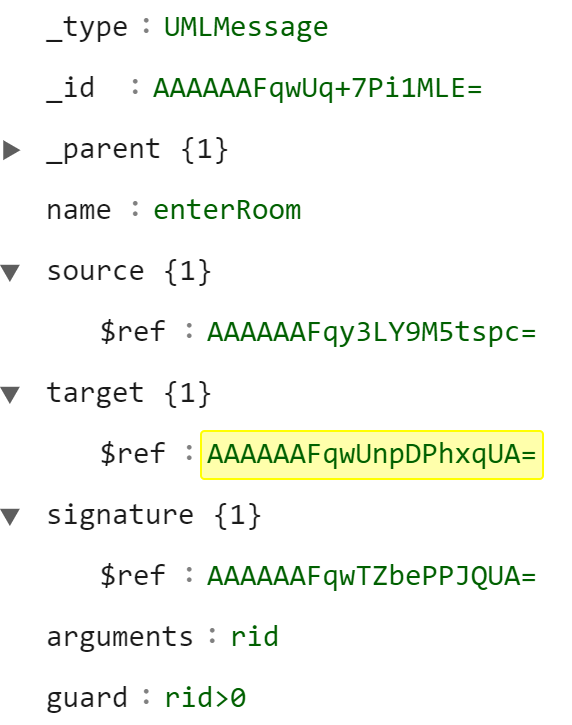 _type : UMLMessage
_id : AAAAAAFqwUq+7Pi1MLE=
_parent {1}
name : enterRoom
source {1}
$ref : AAAAAAFqy3LY9M5tspc=
target {1}
$ref : AAAAAAFqwUnpDPhxqUA=
signature {1}
$ref : AAAAAAFqwTZbePPJQUA=
arguments : rid
guard : rid>0